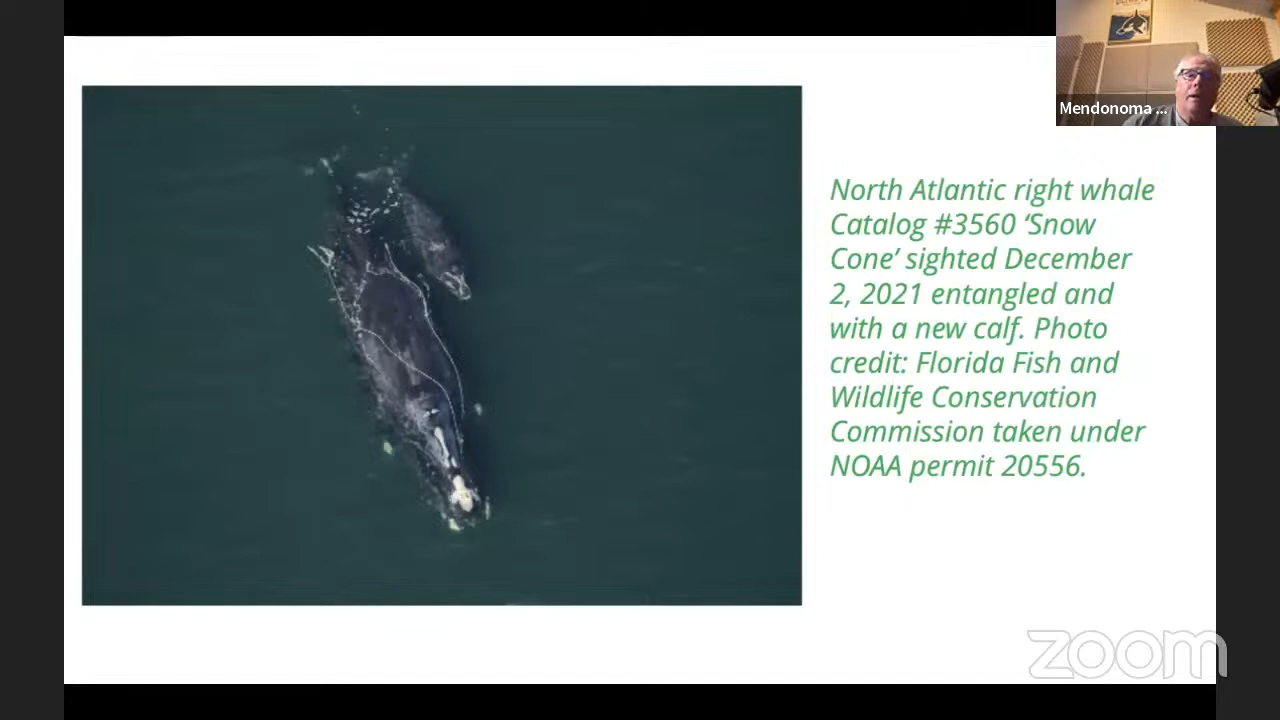 Mendonoma ...
North Atlantic right whale
Catalog #3560 ‘Snow
Cone’ sighted December
2, 2021 entangled and
with a new calf. Photo
credit: Florida Fish and
Wildlife Conservation
Commission taken under
NOAA permit 20556.
zoom